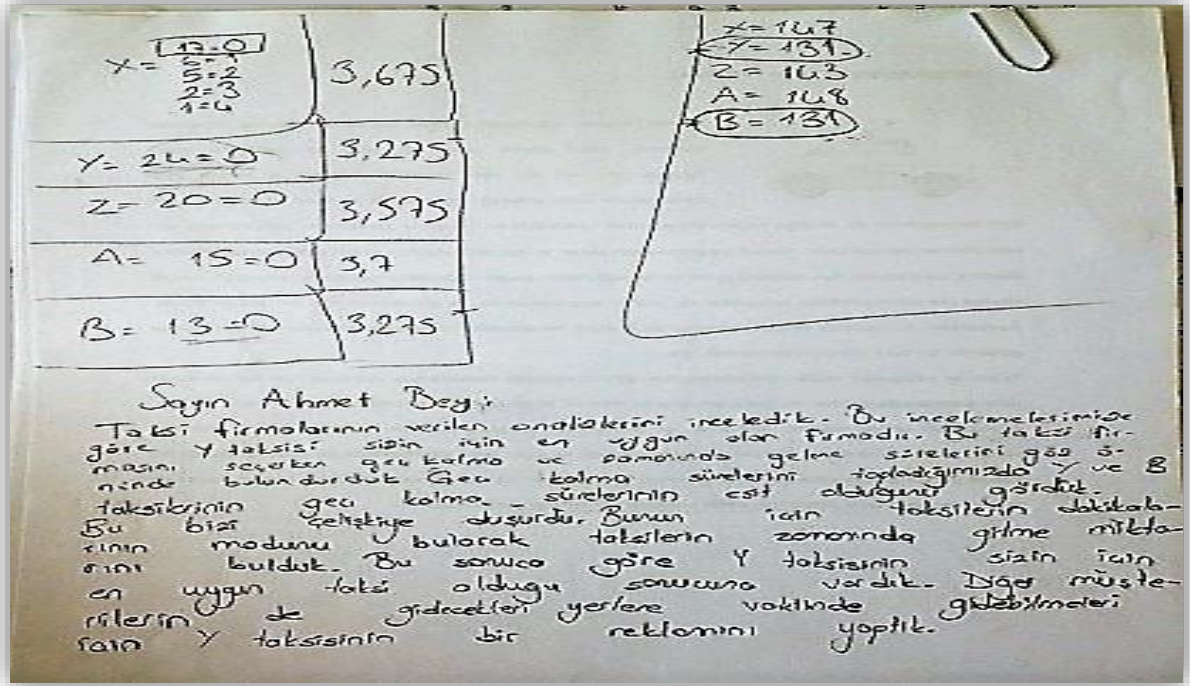 X = 17=0
5=1
5=2
2=3
1=4
3,675
Y= 24=0
3,275
Z= 20=0
3,575
A= 15=0
3,7
B= 13=0
3,275
X= 147
Y= 131
Z= 143
A= 148
B= 131
Sayın Ahmet Bey;
Taksi firmalarının verilen analizlerini inceledik. Bu incelemelerimize
göre Y taksisi sizin için en uygun olan firmadır. Bu taksi fir-
masını seçerken geç kalma ve zamanında gelme sürelerini göz ö-
nünde bulundurduk. Geç kalma sürelerini topladığımızda Y ve B
taksilerinin geç kalma sürelerinin eşit olduğunu gördük.
Bu bizi çelişkiye düşürdü. Bunun için taksilerin dakikala-
rının modunu bularak taksilerin zamanında gitme mikta-
rını bulduk. Bu sonuca göre Y taksisinin sizin için
en uygun taksi olduğu sonucuna vardık. Diğer müşte-
rilerin de gidecekleri yerlere vaktinde gidebilmeleri
için Y taksisinin bir reklamını yaptık.